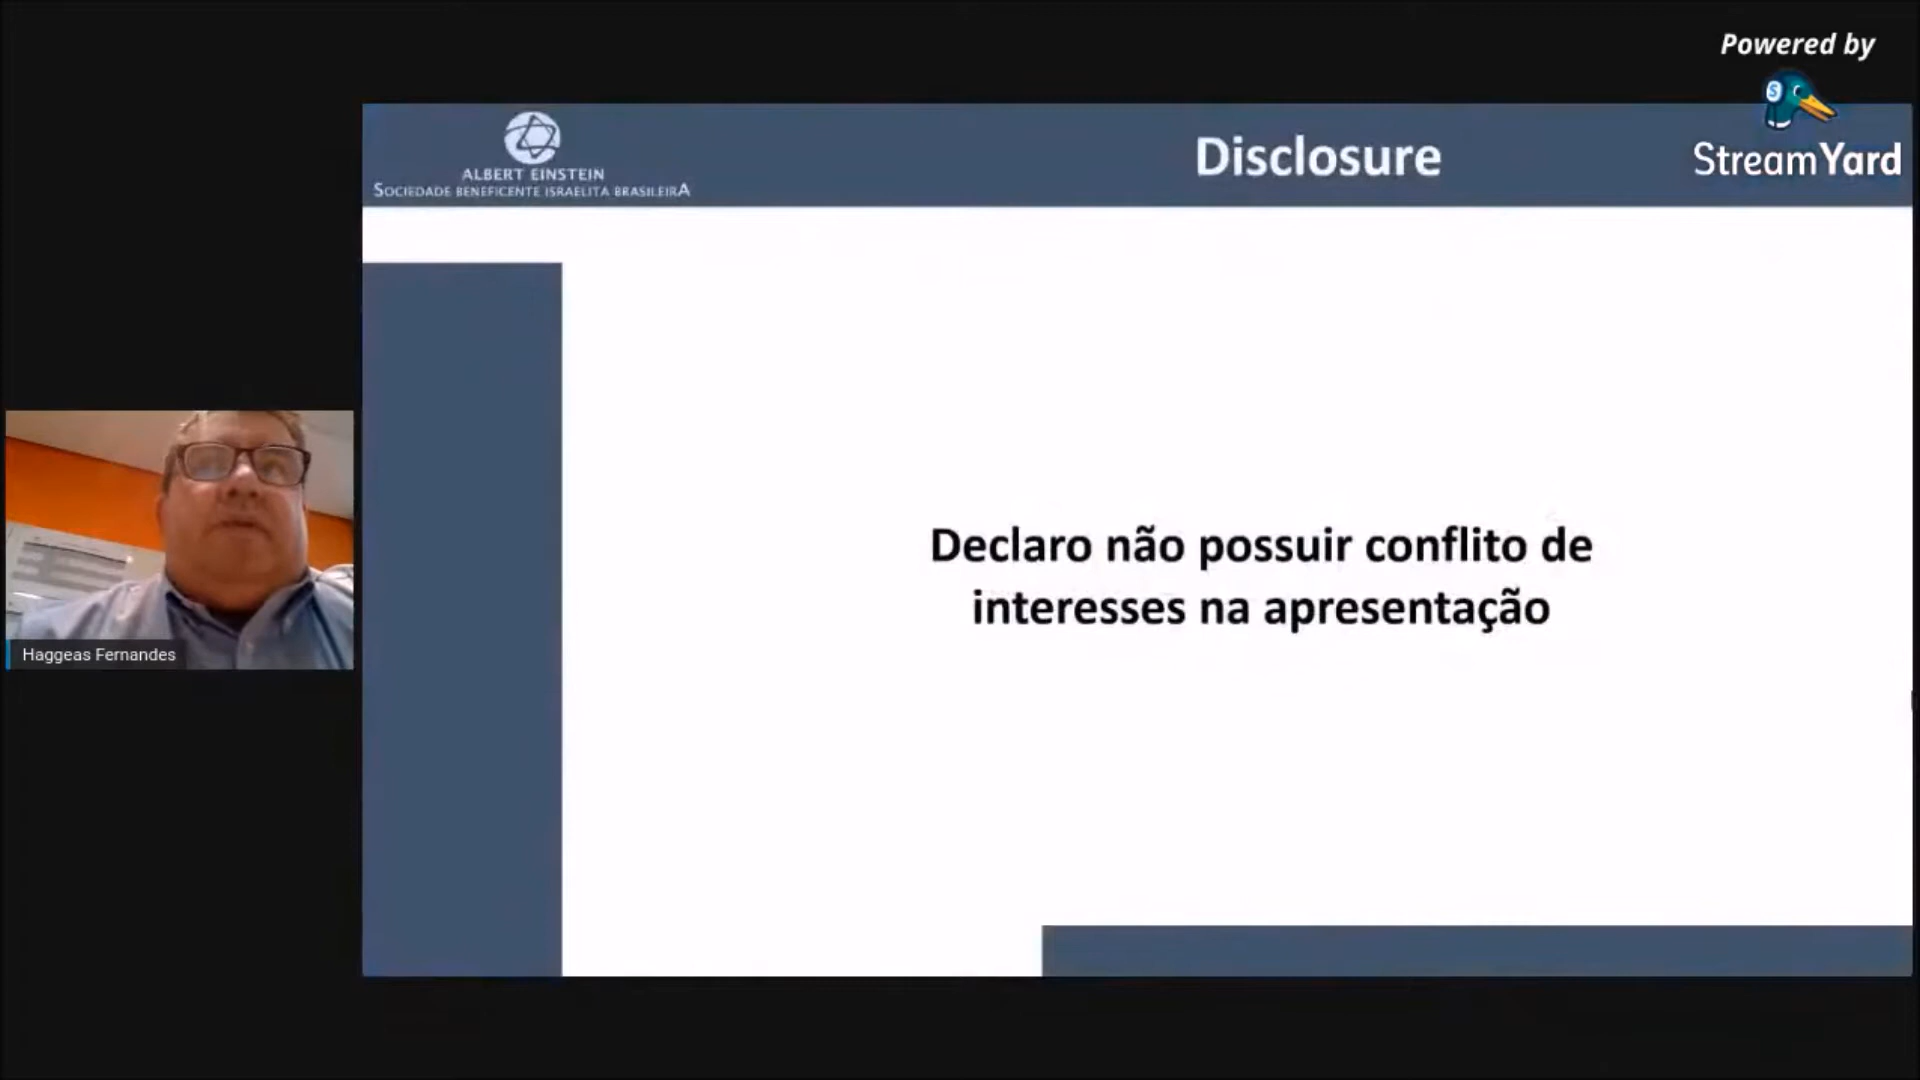 Powered by
StreamYard
ALBERT EINSTEIN
SOCIEDADE BENEFICENTE ISRAELITA BRASILEIRA
Disclosure
Declaro não possuir conflito de
interesses na apresentação
Haggeas Fernandes